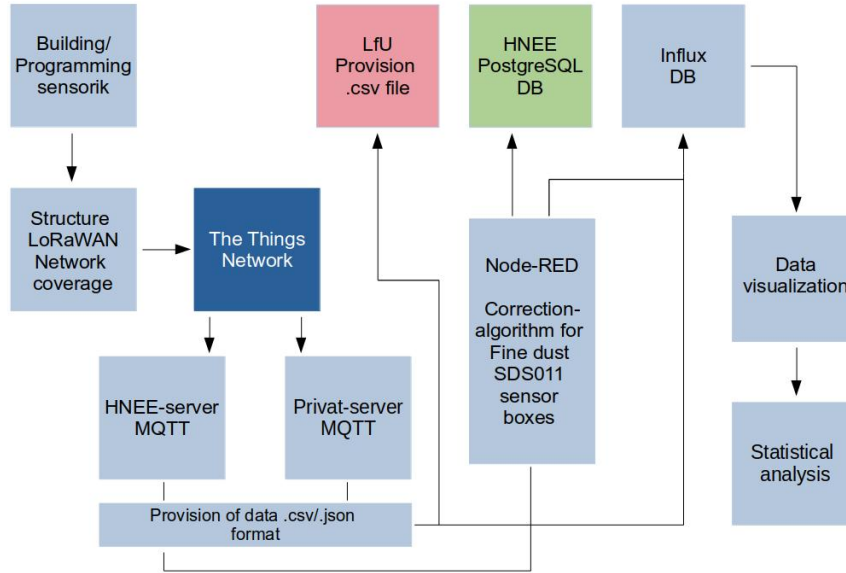 Building/
Programming
sensorik
LfU
Provision
.csv file
HNEE
PostgreSQL
DB
Influx
DB
Structure
LoRaWAN
Network
coverage
The Things
Network
Node-RED
Correction-
algorithm for
Fine dust
SDS011
sensor
boxes
Data
visualization
HNEE-server
MQTT
Privat-server
MQTT
Statistical
analysis
Provision of data .csv/.json
format